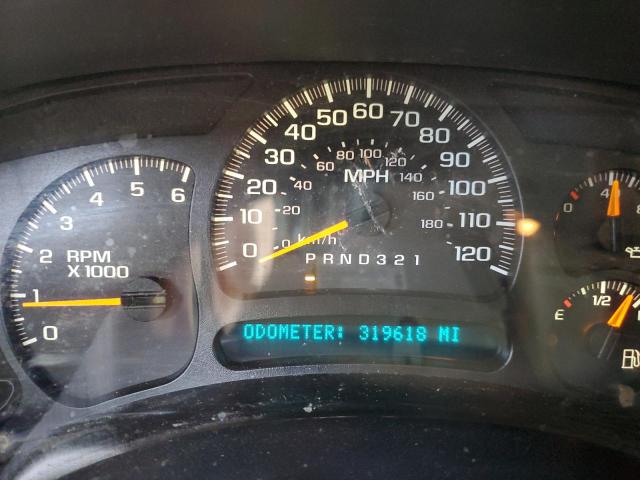 0 1 2 3 4 5 6
RPM
X 1000
0 10 20 30 40 50 60 70 80 90 100 110 120
0 20 40 60 80 100 120 140 160 180
MPH
km/h
PRND321
ODOMETER: 319618 MI
0 4
E 1/2